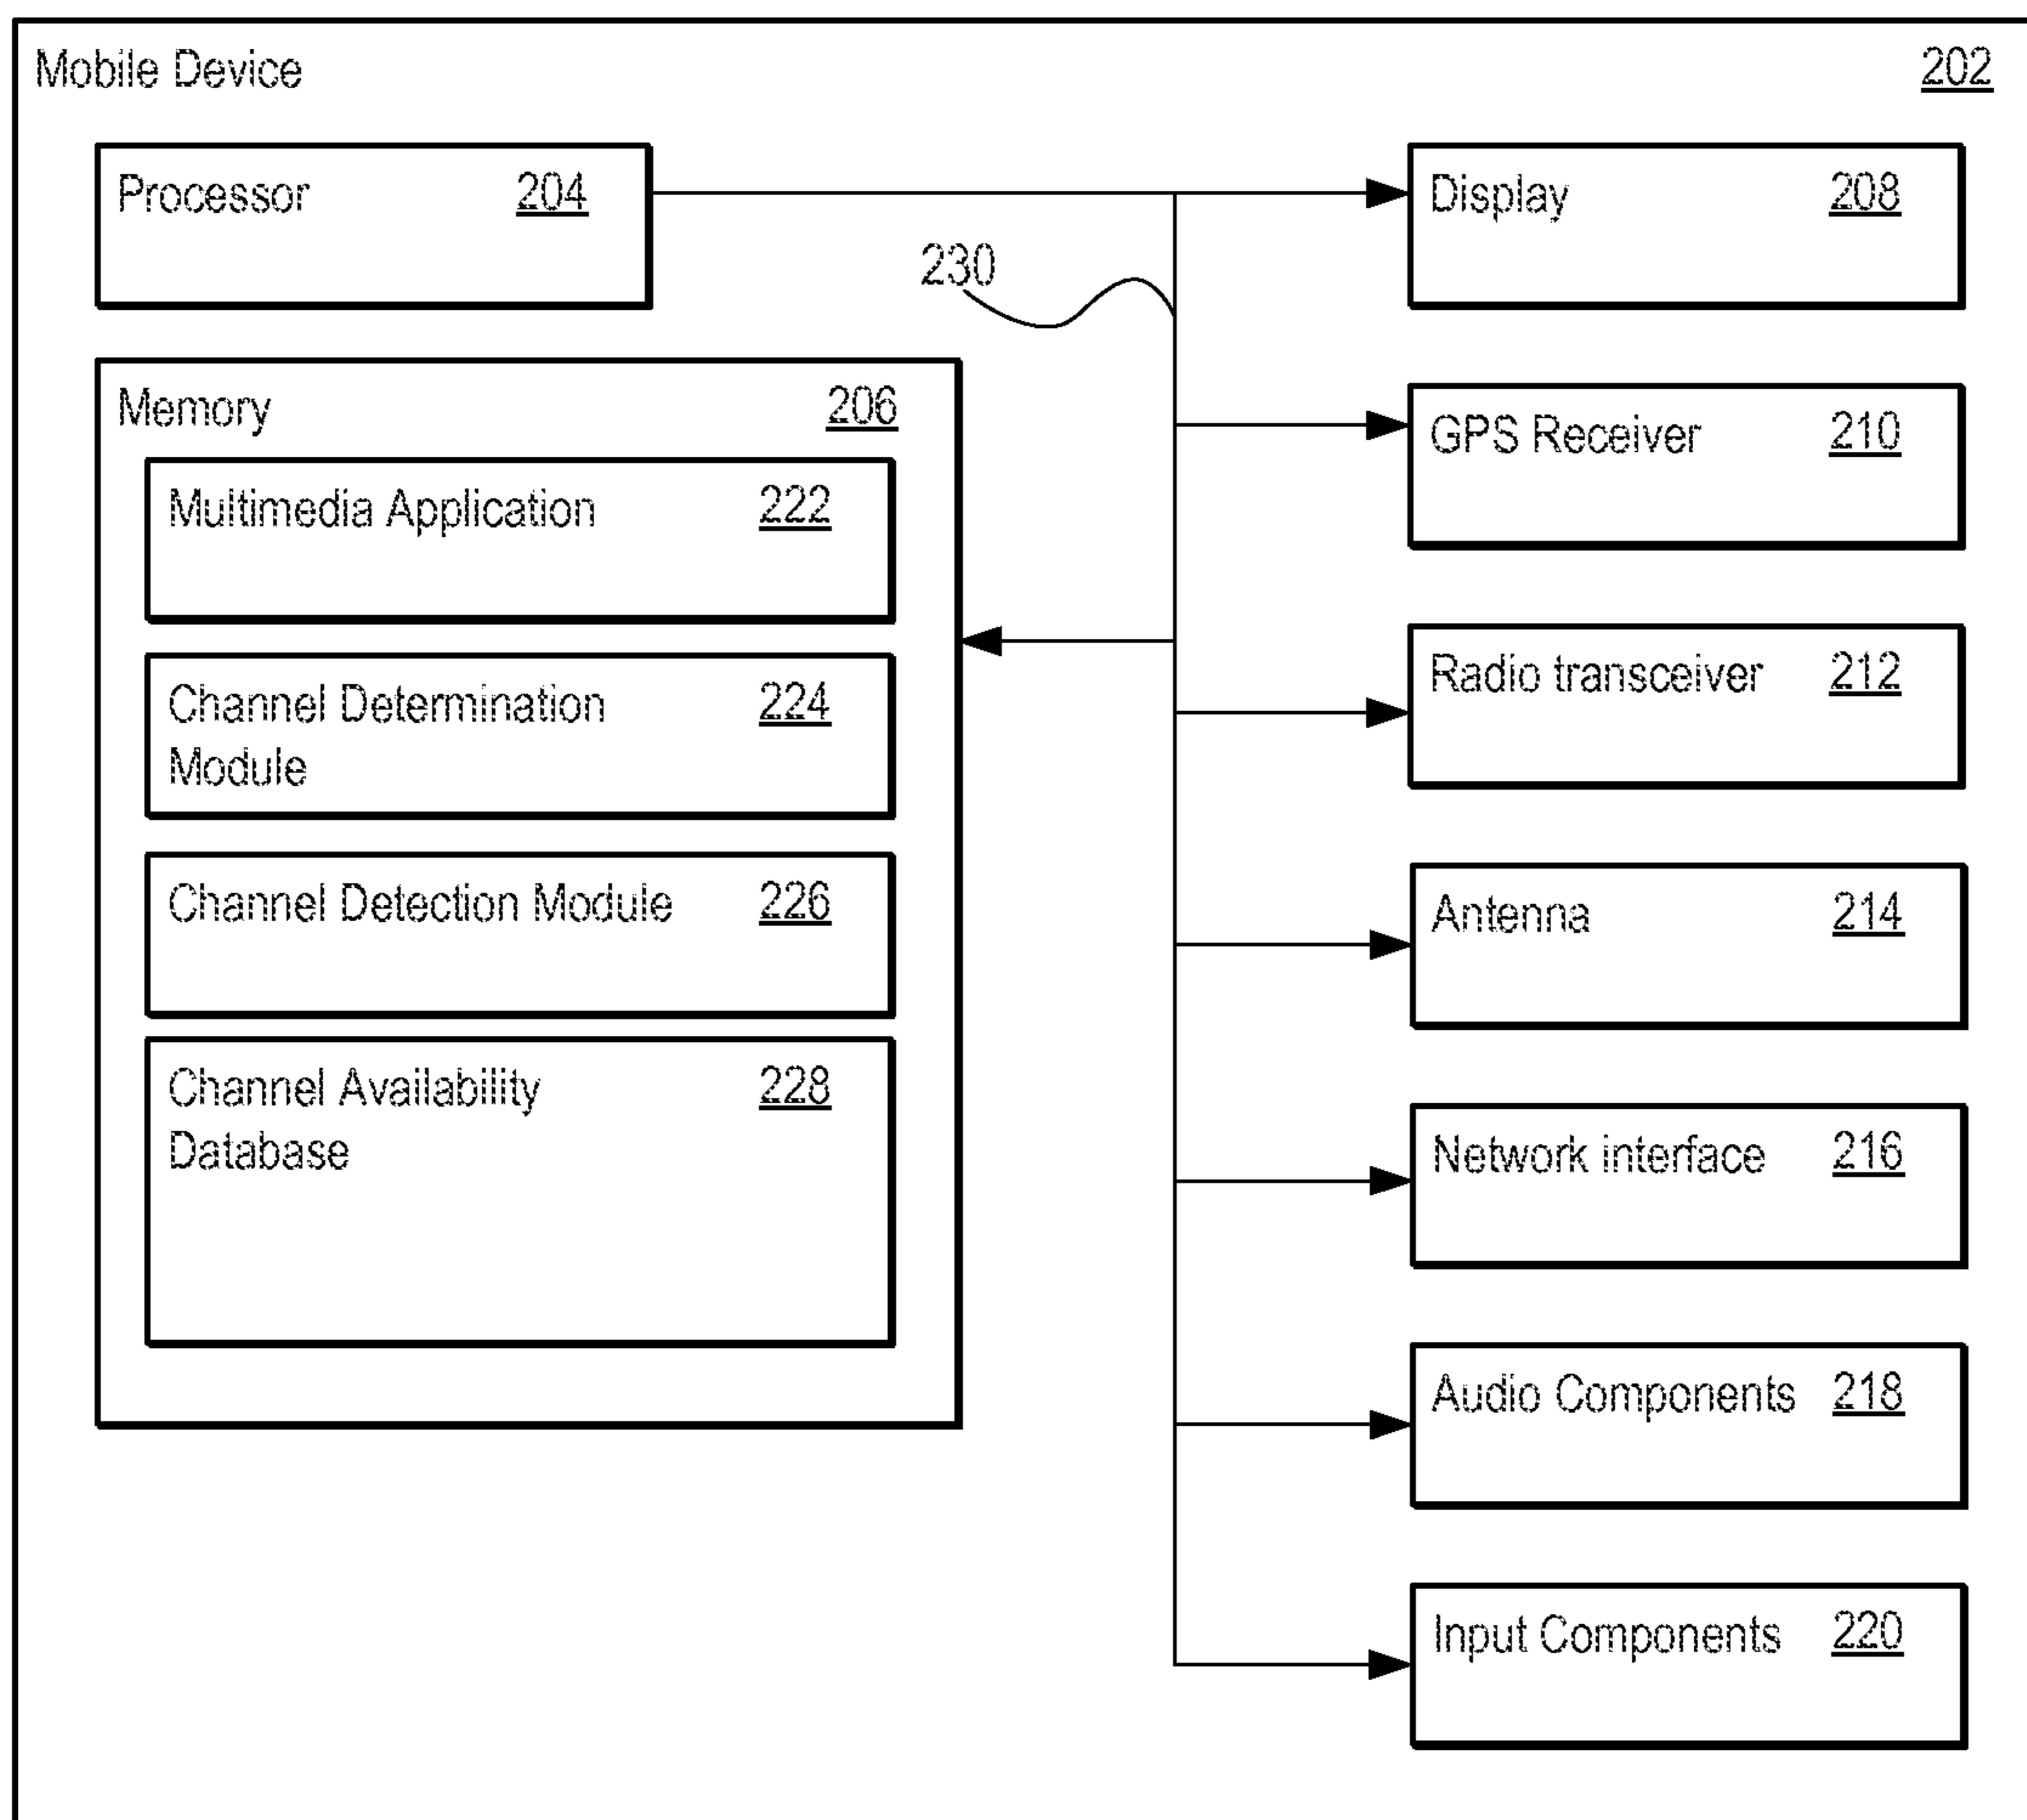 Mobile Device 202
Processor 204
230
Memory 206
Multimedia Application 222
Channel Determination 224
Module
Channel Detection Module 226
Channel Availability 228
Database
Display 208
GPS Receiver 210
Radio transceiver 212
Antenna 214
Network interface 216
Audio Components 218
Input Components 220